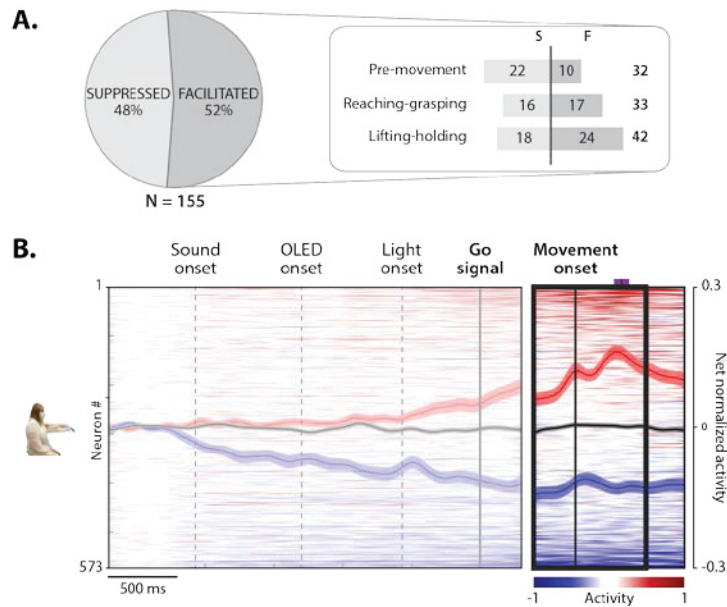 A.
SUPPRESSED FACILITATED
48% 52%
N = 155
S F
Pre-movement 22 10 32
Reaching-grasping 16 17 33
Lifting-holding 18 24 42
B.
Sound onset
OLED onset
Light onset
Go signal
Movement onset
1
Neuron #
573
500 ms
0.3
0
-0.3
Net normalized activity
-1 Activity 1